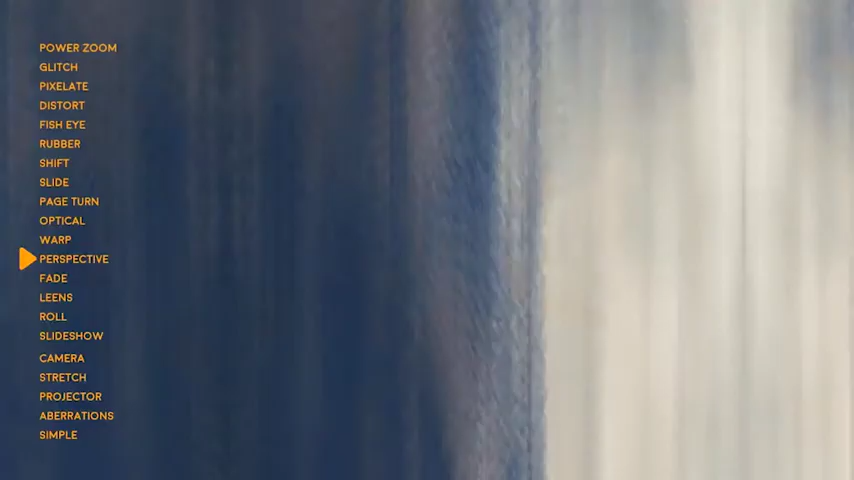 POWER ZOOM
GLITCH
PIXELATE
DISTORT
FISH EYE
RUBBER
SHIFT
SLIDE
PAGE TURN
OPTICAL
WARP
PERSPECTIVE
FADE
LEENS
ROLL
SLIDESHOW
CAMERA
STRETCH
PROJECTOR
ABERRATIONS
SIMPLE